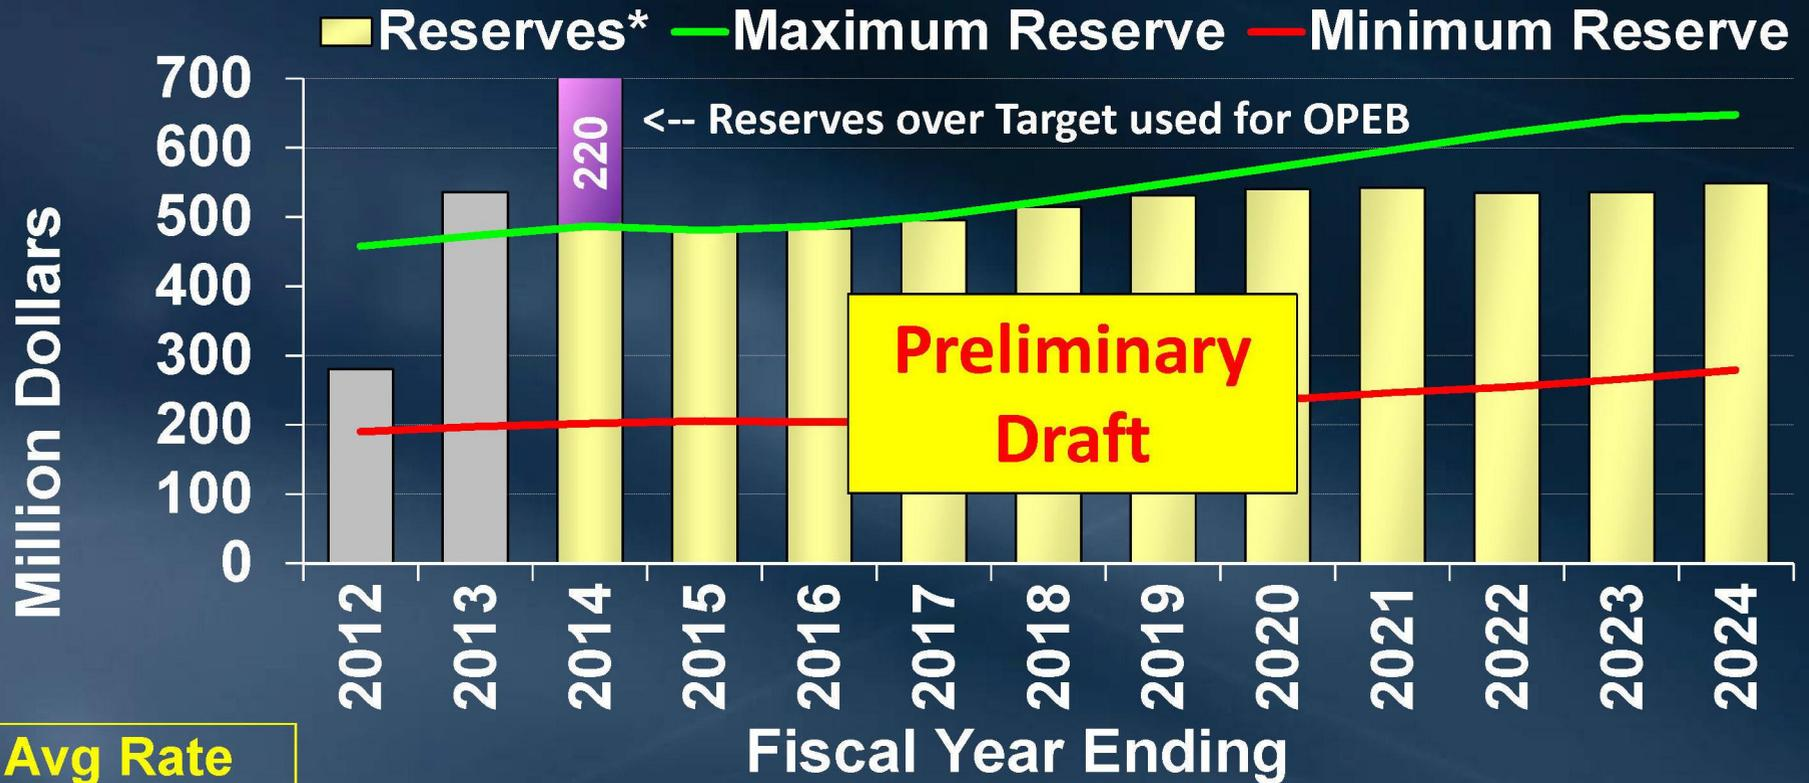 Reserves* Maximum Reserve Minimum Reserve
700
600
500
400
300
200
100
0
Million Dollars
220
<-- Reserves over Target used for OPEB
Preliminary
Draft
2012 2013 2014 2015 2016 2017 2018 2019 2020 2021 2022 2023 2024
Fiscal Year Ending
Avg Rate